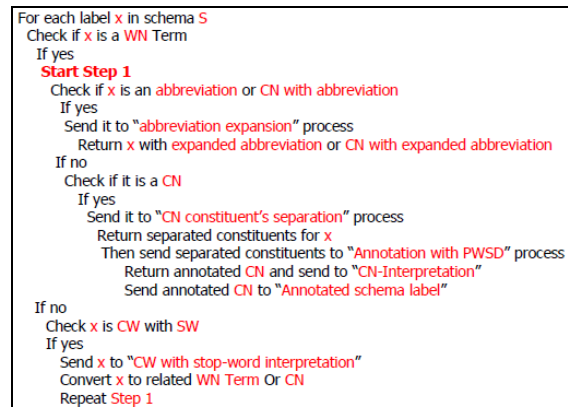 For each label x in schema S
Check if x is a WN Term
If yes
Start Step 1
Check if x is an abbreviation or CN with abbreviation
If yes
Send it to “abbreviation expansion” process
Return x with expanded abbreviation or CN with expanded abbreviation
If no
Check if it is a CN
If yes
Send it to “CN constituent’s separation” process
Return separated constituents for x
Then send separated constituents to “Annotation with PWSD” process
Return annotated CN and send to “CN-Interpretation”
Send annotated CN to “Annotated schema label”
If no
Check x is CW with SW
If yes
Send x to “CW with stop-word interpretation”
Convert x to related WN Term Or CN
Repeat Step 1